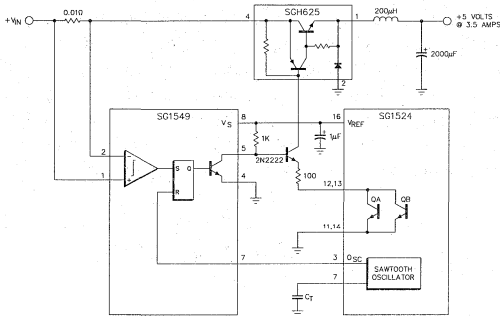 SGH625
+VIN
0.01Ω
4
1
200μH
+5 VOLTS
@ 3.5 AMPS
2
+
2000μF
SG1549
VS
8
16
VREF
SG1524
1K
+
1μF
2
−
5
2N2222
1
+
S
Q
R
4
100
12,13
QA
QB
11,14
7
3
OSC
SAWTOOTH
OSCILLATOR
7
CT